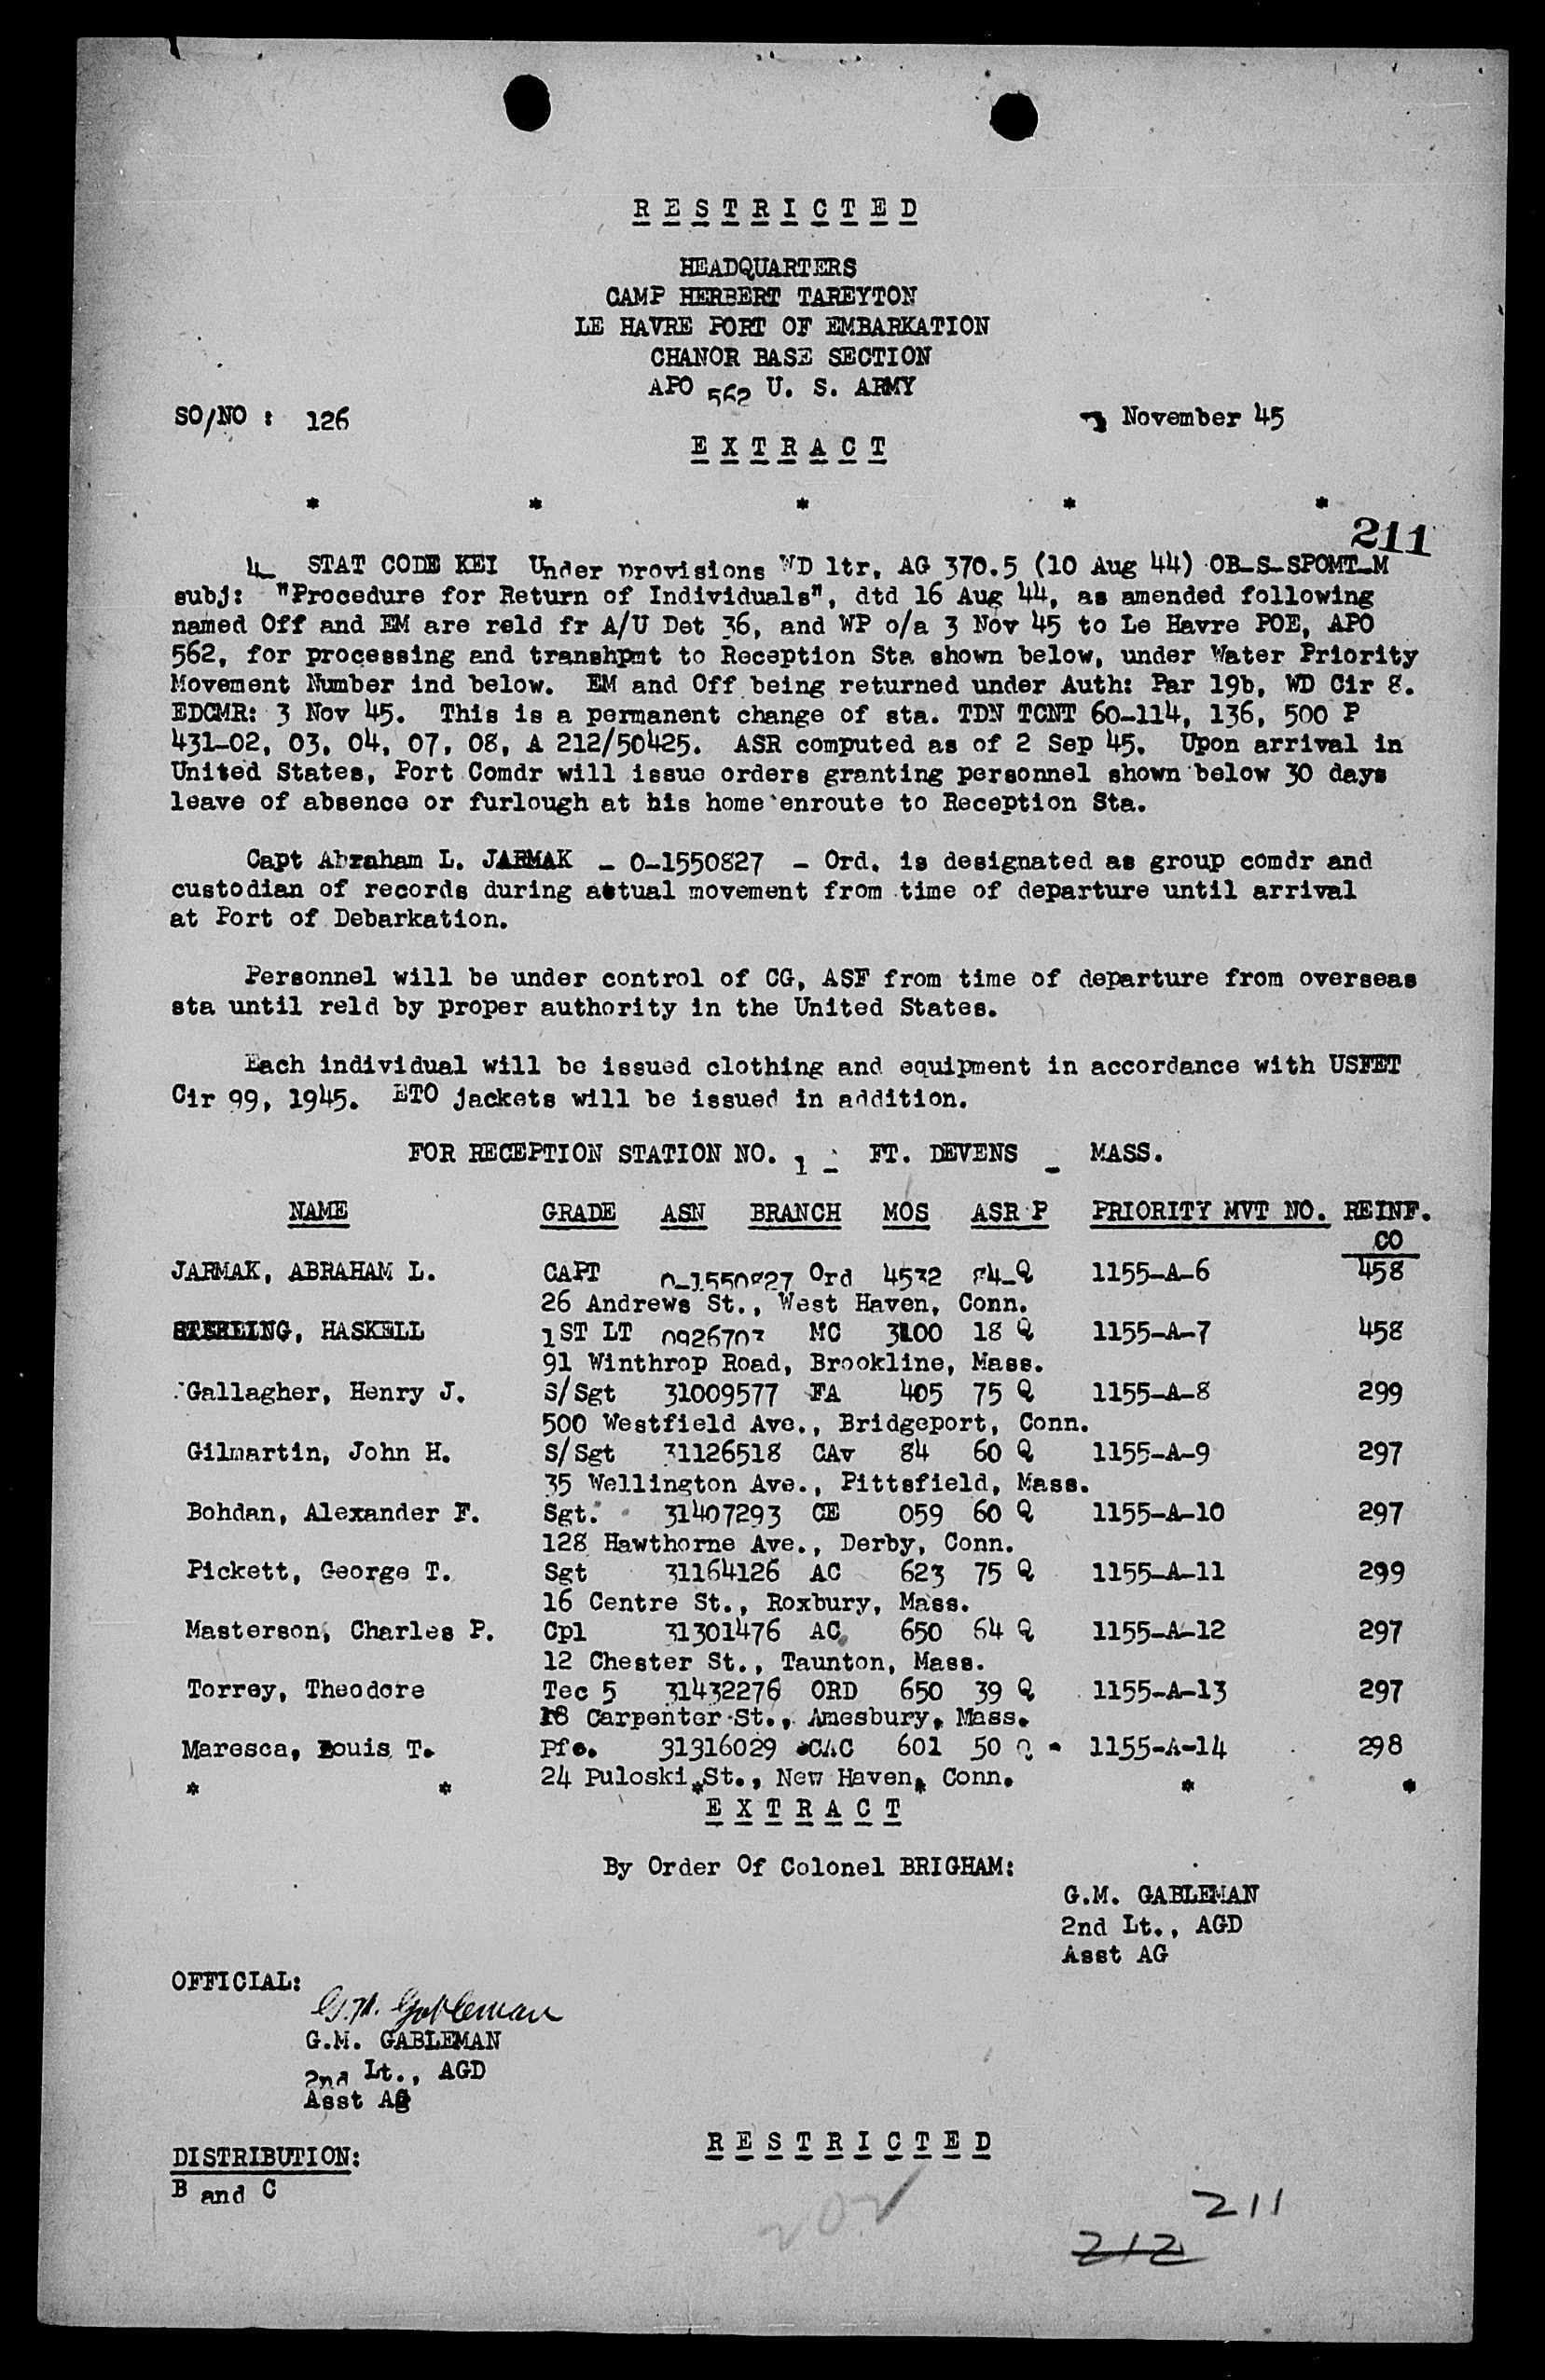 R E S T R I C T E D
HEADQUARTERS
CAMP HERBERT TAREYTON
LE HAVRE PORT OF EMBARKATION
CHANOR BASE SECTION
APO 562 U. S. ARMY
SO/NO : 126 3 November 45
E X T R A C T
* * * * *
211
4. STAT CODE KEI Under provisions WD ltr, AG 370.5 (10 Aug 44) OB-S-SPOMT-M
subj: "Procedure for Return of Individuals", dtd 16 Aug 44, as amended following
named Off and EM are reld fr A/U Det 36, and WP o/a 3 Nov 45 to Le Havre POE, APO
562, for processing and transhpmt to Reception Sta shown below, under Water Priority
Movement Number ind below. EM and Off being returned under Auth: Par 19b, WD Cir 8.
EDCMR: 3 Nov 45. This is a permanent change of sta. TDN TCNT 60-114, 136, 500 P
431-02, 03, 04, 07, 08, A 212/50425. ASR computed as of 2 Sep 45. Upon arrival in
United States, Port Comdr will issue orders granting personnel shown below 30 days
leave of absence or furlough at his home enroute to Reception Sta.
Capt Abraham L. JARMAK - O-1550827 - Ord. is designated as group comdr and
custodian of records during actual movement from time of departure until arrival
at Port of Debarkation.
Personnel will be under control of CG, ASF from time of departure from overseas
sta until reld by proper authority in the United States.
Each individual will be issued clothing and equipment in accordance with USFET
Cir 99, 1945. ETO jackets will be issued in addition.
FOR RECEPTION STATION NO. 1 - FT. DEVENS - MASS.
NAME GRADE ASN BRANCH MOS ASR P PRIORITY MVT NO. REINF.
CO
JARMAK, ABRAHAM L. CAPT O-1550827 Ord 4532 84-Q 1155-A-6 458
26 Andrews St., West Haven, Conn.
STERLING, HASKELL 1ST LT 0926703 MC 3100 18 Q 1155-A-7 458
91 Winthrop Road, Brookline, Mass.
Gallagher, Henry J. S/Sgt 31009577 FA 405 75 Q 1155-A-8 299
500 Westfield Ave., Bridgeport, Conn.
Gilmartin, John H. S/Sgt 31126518 CAv 84 60 Q 1155-A-9 297
35 Wellington Ave., Pittsfield, Mass.
Bohdan, Alexander F. Sgt. 31407293 CE 059 60 Q 1155-A-10 297
128 Hawthorne Ave., Derby, Conn.
Pickett, George T. Sgt 31164126 AC 623 75 Q 1155-A-11 299
16 Centre St., Roxbury, Mass.
Masterson, Charles P. Cpl 31301476 AC 650 64 Q 1155-A-12 297
12 Chester St., Taunton, Mass.
Torrey, Theodore Tec 5 31432276 ORD 650 39 Q 1155-A-13 297
18 Carpenter St., Amesbury, Mass.
Maresca, Louis T. Pfc. 31316029 CAC 601 50 Q - 1155-A-14 298
24 Puloski St., New Haven, Conn.
* * * * * *
E X T R A C T
By Order Of Colonel BRIGHAM:
G.M. GABLEMAN
2nd Lt., AGD
Asst AG
OFFICIAL:
G.M. Gableman
G.M. GABLEMAN
2nd Lt., AGD
Asst AG
R E S T R I C T E D
DISTRIBUTION:
B and C
202
211
212